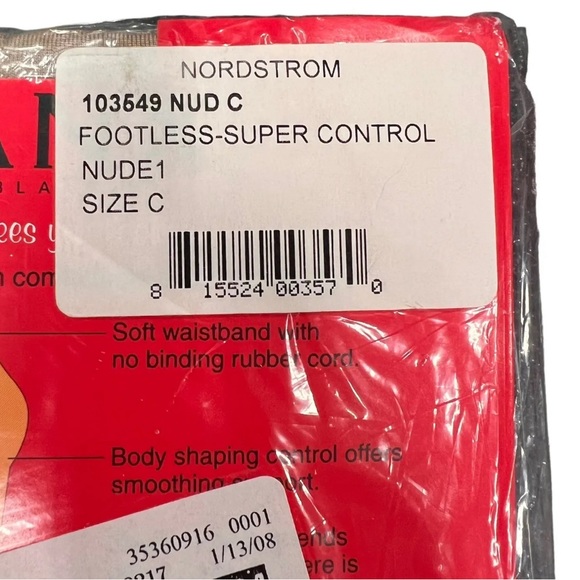 NORDSTROM
103549 NUD C
FOOTLESS-SUPER CONTROL
NUDE1
SIZE C
8 15524 00357 0
Soft waistband with
no binding rubber cord.
Body shaping control offers
smoothing support.
35360916 0001
1/13/08